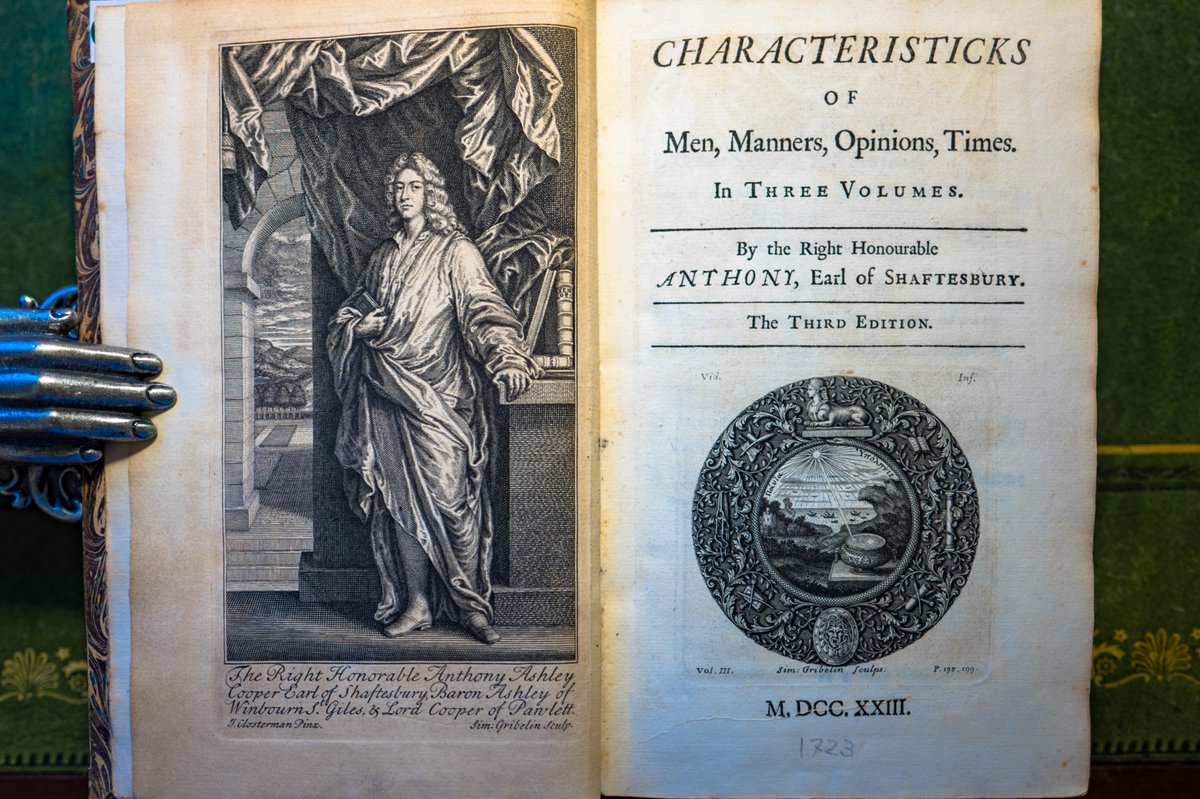 The Right Honorable Anthony Ashley
Cooper Earl of Shaftesbury, Baron Ashley of
Winbourn S.t Giles, & Lord Cooper of Pawlett.
J. Closterman Pinx.
Sim: Gribelin Sculp.
CHARACTERISTICKS
OF
Men, Manners, Opinions, Times.
In THREE VOLUMES.
By the Right Honourable
ANTHONY, Earl of SHAFTESBURY.
The THIRD EDITION.
Vid.
Inf.
Vol. III.
Sim: Gribelin Sculps:
P. 198. 199.
M. DCC. XXIII.
1723